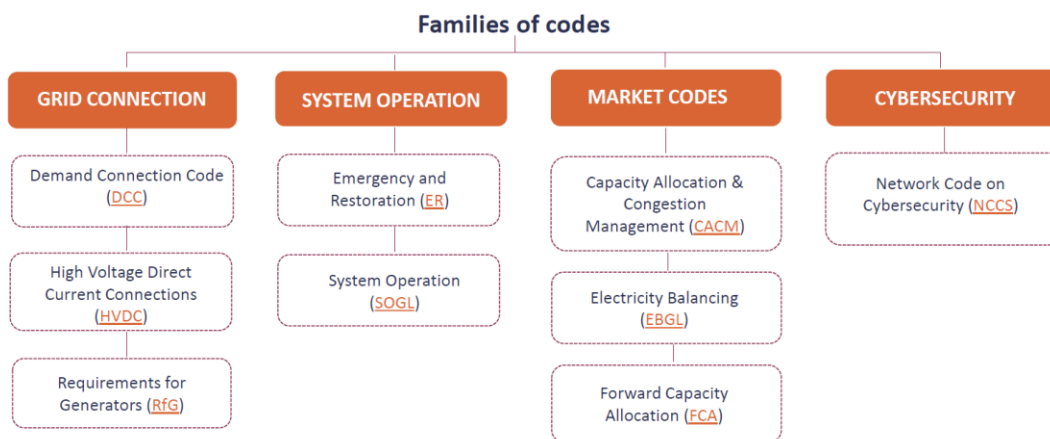 Families of codes
GRID CONNECTION
Demand Connection Code
(DCC)
High Voltage Direct
Current Connections
(HVDC)
Requirements for
Generators (RfG)
SYSTEM OPERATION
Emergency and
Restoration (ER)
System Operation
(SOGL)
MARKET CODES
Capacity Allocation &
Congestion
Management (CACM)
Electricity Balancing
(EBGL)
Forward Capacity
Allocation (FCA)
CYBERSECURITY
Network Code on
Cybersecurity (NCCS)